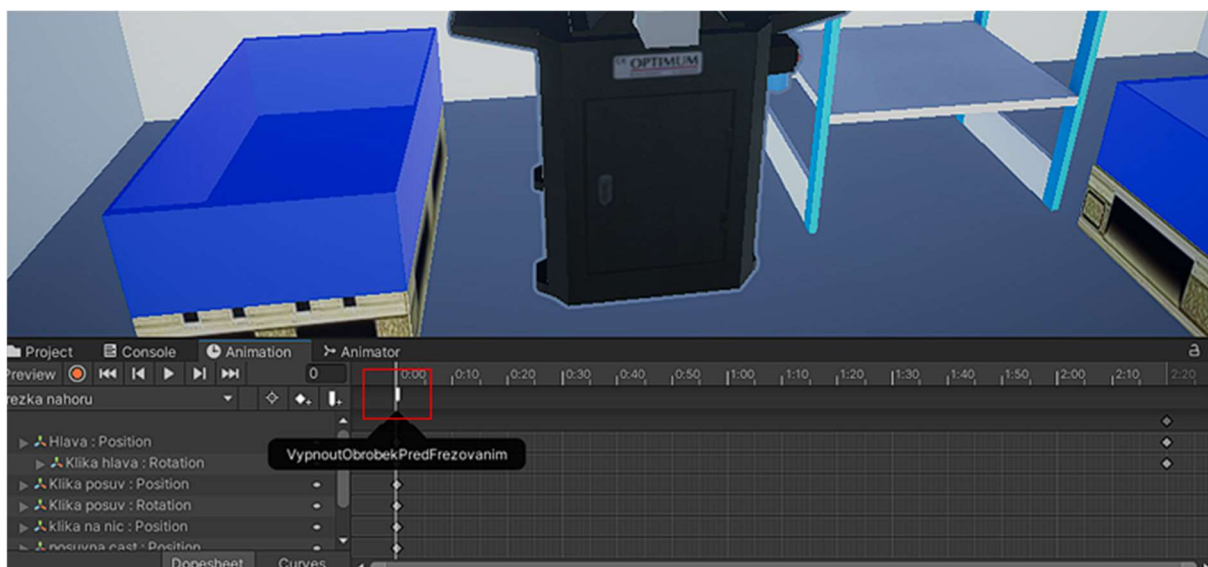 OPTIMUM
Project Console Animation Animator
Preview 0 0:00 0:10 0:20 0:30 0:40 0:50 1:00 1:10 1:20 1:30 1:40 1:50 2:00 2:10 2:20
rezka nahoru
Hlava : Position
VypnoutObrobekPredFrezovanim
Klika hlava : Rotation
Klika posuv : Position
Klika posuv : Rotation
klika na nic : Position
posuvna cast : Position
Dopesheet Curves